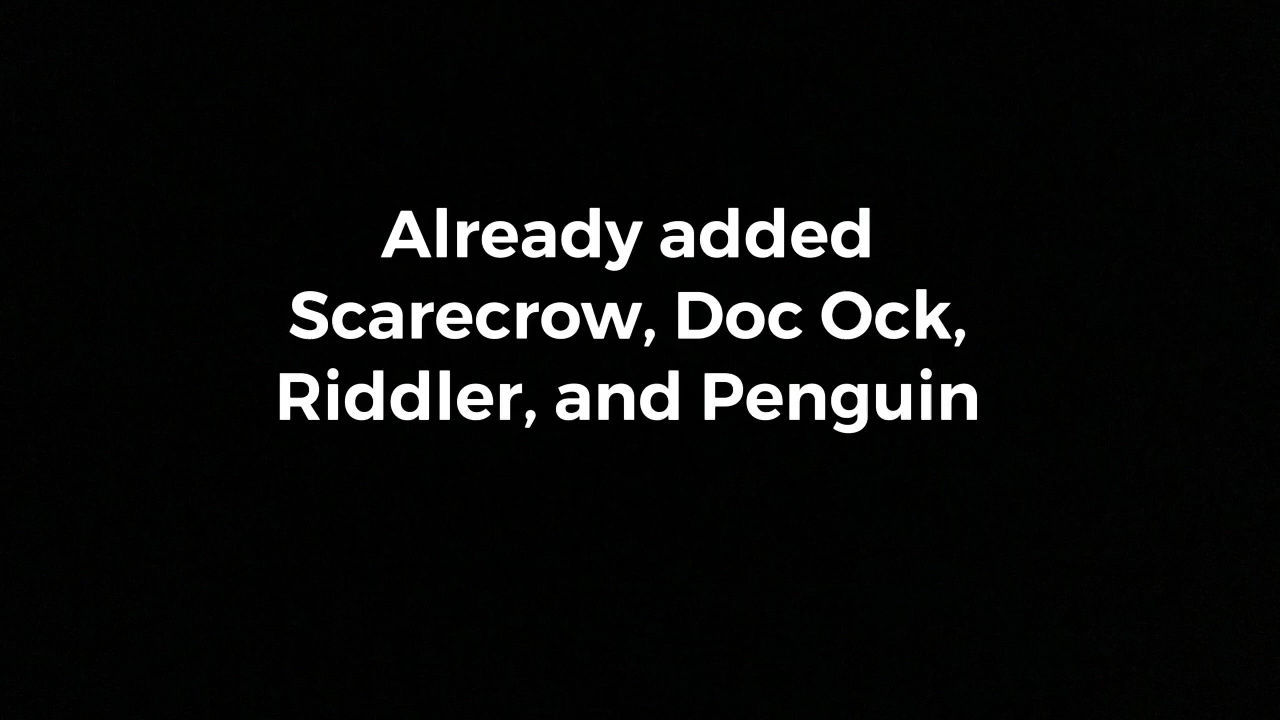 Already added
Scarecrow, Doc Ock,
Riddler, and Penguin